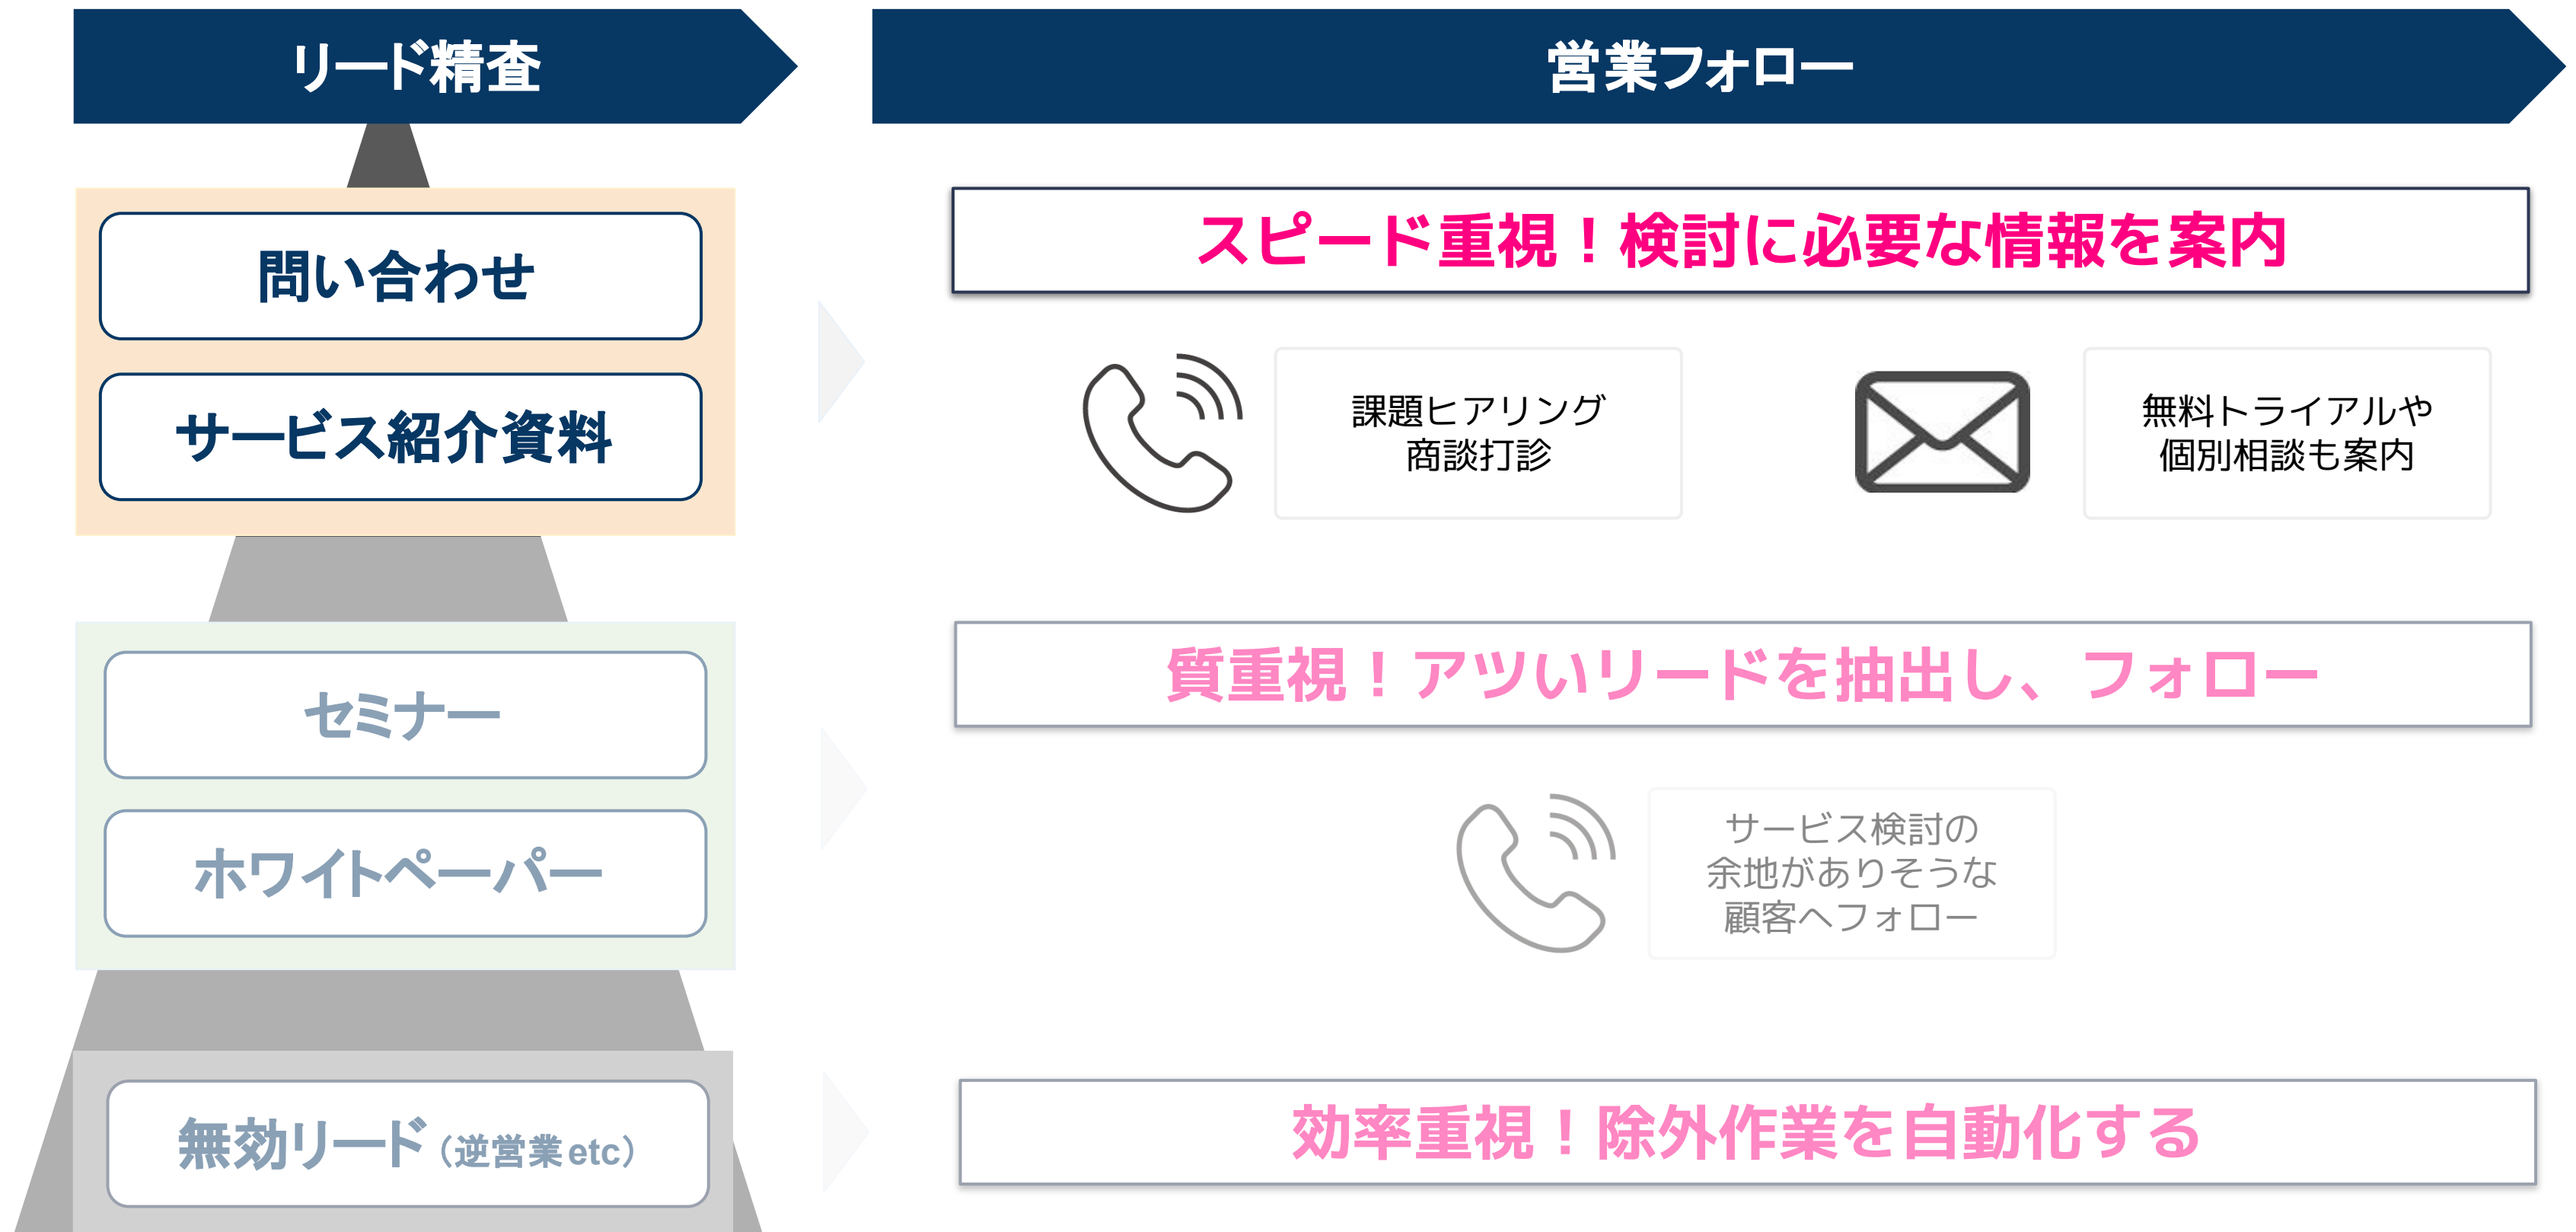 リード精査
営業フォロー
問い合わせ
サービス紹介資料
スピード重視！検討に必要な情報を案内
課題ヒアリング
商談打診
無料トライアルや
個別相談も案内
セミナー
ホワイトペーパー
質重視！アツいリードを抽出し、フォロー
サービス検討の
余地がありそうな
顧客へフォロー
無効リード（逆営業etc）
効率重視！除外作業を自動化する